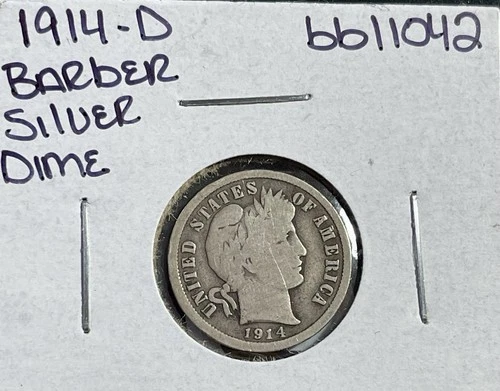 1914-D
BARBER
SILVER
DIME
bb11042
UNITED STATES OF AMERICA
1914